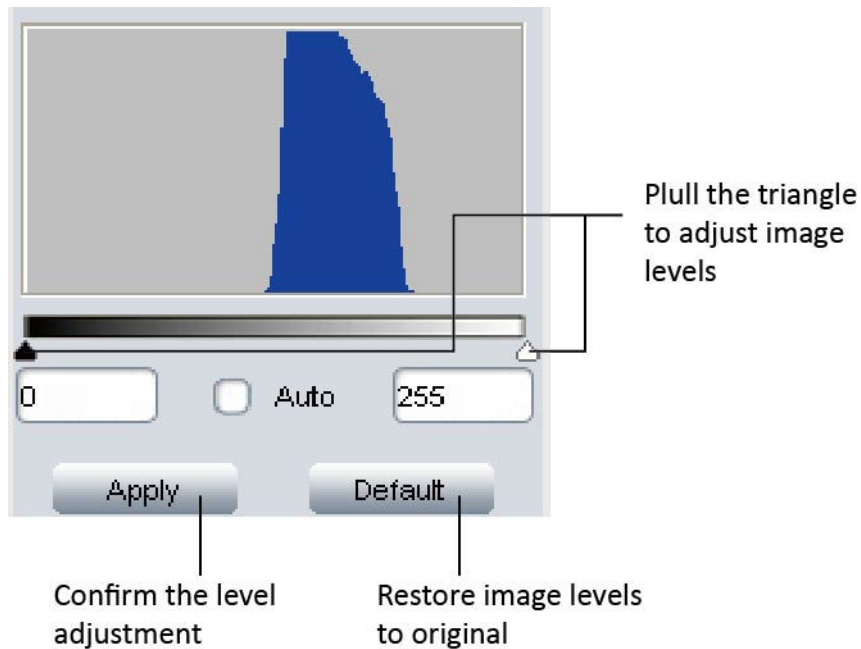 Plull the triangle
to adjust image
levels
0
Auto
255
Apply
Default
Confirm the level
adjustment
Restore image levels
to original